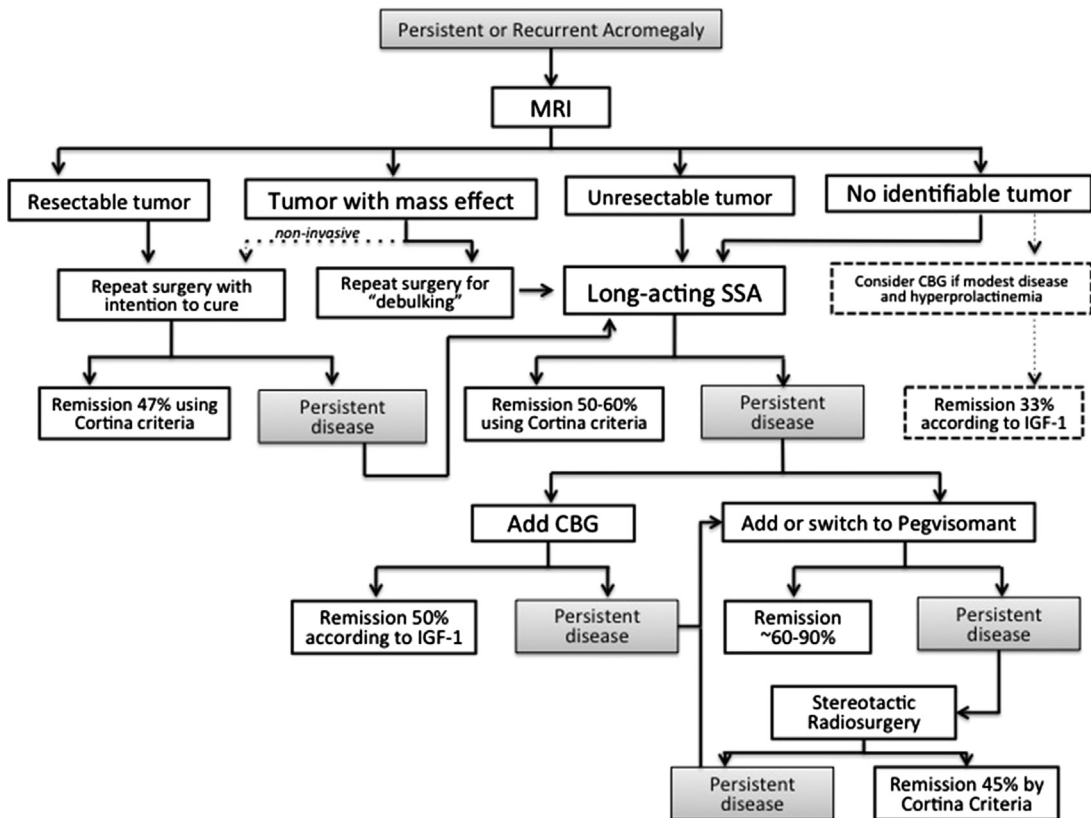 Persistent or Recurrent Acromegaly
MRI
Resectable tumor
Tumor with mass effect
Unresectable tumor
No identifiable tumor
non-invasive
Repeat surgery with
intention to cure
Repeat surgery for
“debulking”
Long-acting SSA
Consider CBG if modest disease
and hyperprolactinemia
Remission 47% using
Cortina criteria
Persistent
disease
Remission 50-60%
using Cortina criteria
Persistent
disease
Remission 33%
according to IGF-1
Add CBG
Add or switch to Pegvisomant
Remission 50%
according to IGF-1
Persistent
disease
Remission
~60-90%
Persistent
disease
Stereotactic
Radiosurgery
Persistent
disease
Remission 45% by
Cortina Criteria